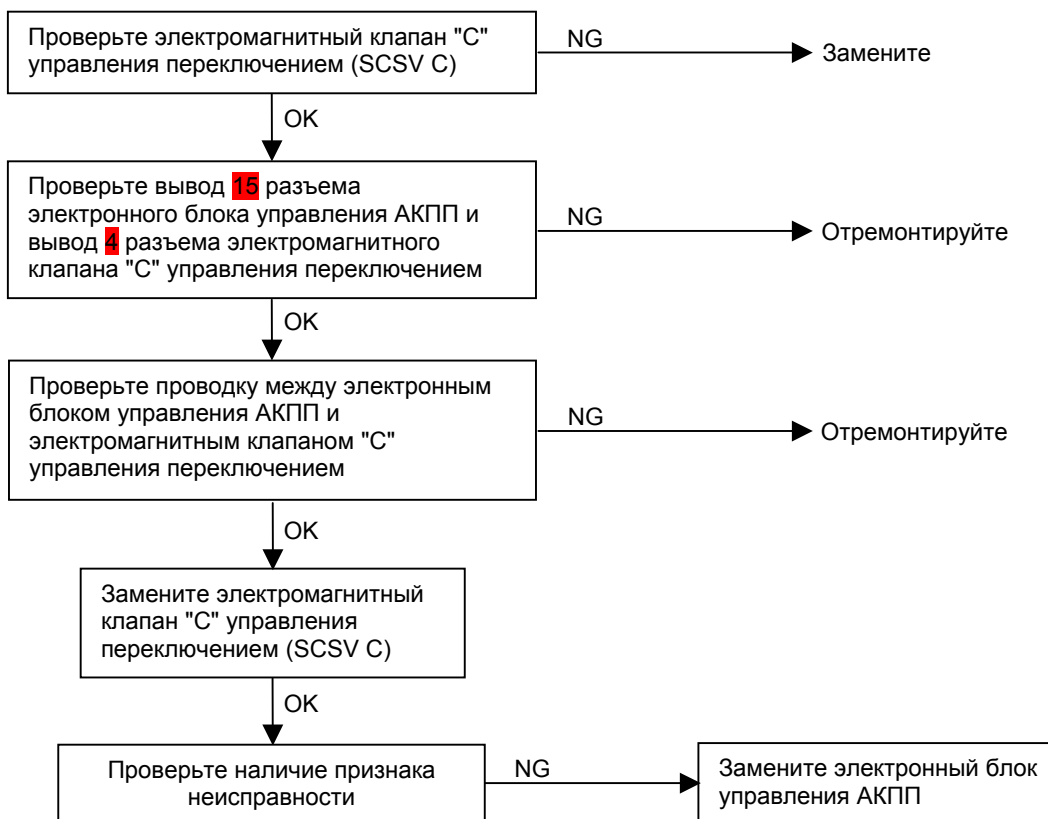 Проверьте электромагнитный клапан "С"
управления переключением (SCSV C)
NG
Замените
OK
Проверьте вывод 15 разъема
электронного блока управления АКПП и
вывод 4 разъема электромагнитного
клапана "С" управления переключением
NG
Отремонтируйте
OK
Проверьте проводку между электронным
блоком управления АКПП и
электромагнитным клапаном "С"
управления переключением
NG
Отремонтируйте
OK
Замените электромагнитный
клапан "С" управления
переключением (SCSV C)
OK
Проверьте наличие признака
неисправности
NG
Замените электронный блок
управления АКПП